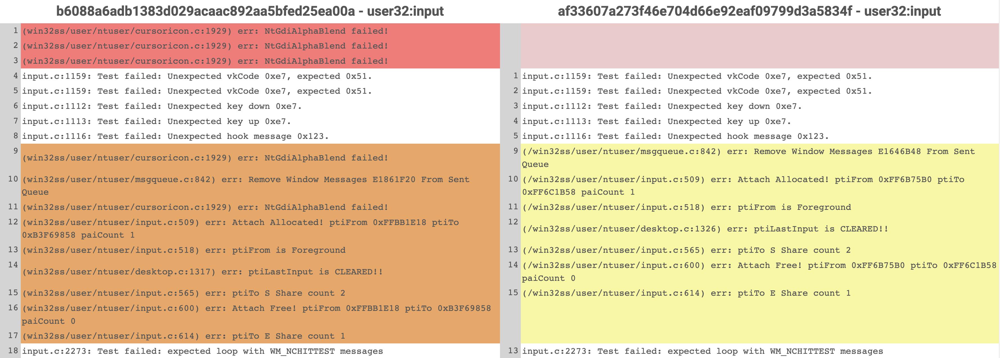 b6088a6adb1383d029acaac892aa5bfed25ea00a - user32:input
1 (win32ss/user/ntuser/cursoricon.c:1929) err: NtGdiAlphaBlend failed!
2 (win32ss/user/ntuser/cursoricon.c:1929) err: NtGdiAlphaBlend failed!
3 (win32ss/user/ntuser/cursoricon.c:1929) err: NtGdiAlphaBlend failed!
4 input.c:1159: Test failed: Unexpected vkCode 0xe7, expected 0x51.
5 input.c:1159: Test failed: Unexpected vkCode 0xe7, expected 0x51.
6 input.c:1112: Test failed: Unexpected key down 0xe7.
7 input.c:1113: Test failed: Unexpected key up 0xe7.
8 input.c:1116: Test failed: Unexpected hook message 0x123.
9 (win32ss/user/ntuser/cursoricon.c:1929) err: NtGdiAlphaBlend failed!
10 (win32ss/user/ntuser/msgqueue.c:842) err: Remove Window Messages E1861F20 From Sent
Queue
11 (win32ss/user/ntuser/cursoricon.c:1929) err: NtGdiAlphaBlend failed!
12 (win32ss/user/ntuser/input.c:509) err: Attach Allocated! ptiFrom 0xFFBB1E18 ptiTo
0xB3F69858 paiCount 1
13 (win32ss/user/ntuser/input.c:518) err: ptiFrom is Foreground
14 (win32ss/user/ntuser/desktop.c:1317) err: ptiLastInput is CLEARED!!
15 (win32ss/user/ntuser/input.c:565) err: ptiTo S Share count 2
16 (win32ss/user/ntuser/input.c:600) err: Attach Free! ptiFrom 0xFFBB1E18 ptiTo 0xB3F69858
paiCount 0
17 (win32ss/user/ntuser/input.c:614) err: ptiTo E Share count 1
18 input.c:2273: Test failed: expected loop with WM_NCHITTEST messages
af33607a273f46e704d66e92eaf09799d3a5834f - user32:input
1 input.c:1159: Test failed: Unexpected vkCode 0xe7, expected 0x51.
2 input.c:1159: Test failed: Unexpected vkCode 0xe7, expected 0x51.
3 input.c:1112: Test failed: Unexpected key down 0xe7.
4 input.c:1113: Test failed: Unexpected key up 0xe7.
5 input.c:1116: Test failed: Unexpected hook message 0x123.
9 (/win32ss/user/ntuser/msgqueue.c:842) err: Remove Window Messages E1646B48 From Sent
Queue
10 (/win32ss/user/ntuser/input.c:509) err: Attach Allocated! ptiFrom 0xFF6B75B0 ptiTo
0xFF6C1B58 paiCount 1
11 (/win32ss/user/ntuser/input.c:518) err: ptiFrom is Foreground
12 (/win32ss/user/ntuser/desktop.c:1326) err: ptiLastInput is CLEARED!!
13 (/win32ss/user/ntuser/input.c:565) err: ptiTo S Share count 2
14 (/win32ss/user/ntuser/input.c:600) err: Attach Free! ptiFrom 0xFF6B75B0 ptiTo 0xFF6C1B58
paiCount 0
15 (/win32ss/user/ntuser/input.c:614) err: ptiTo E Share count 1
13 input.c:2273: Test failed: expected loop with WM_NCHITTEST messages